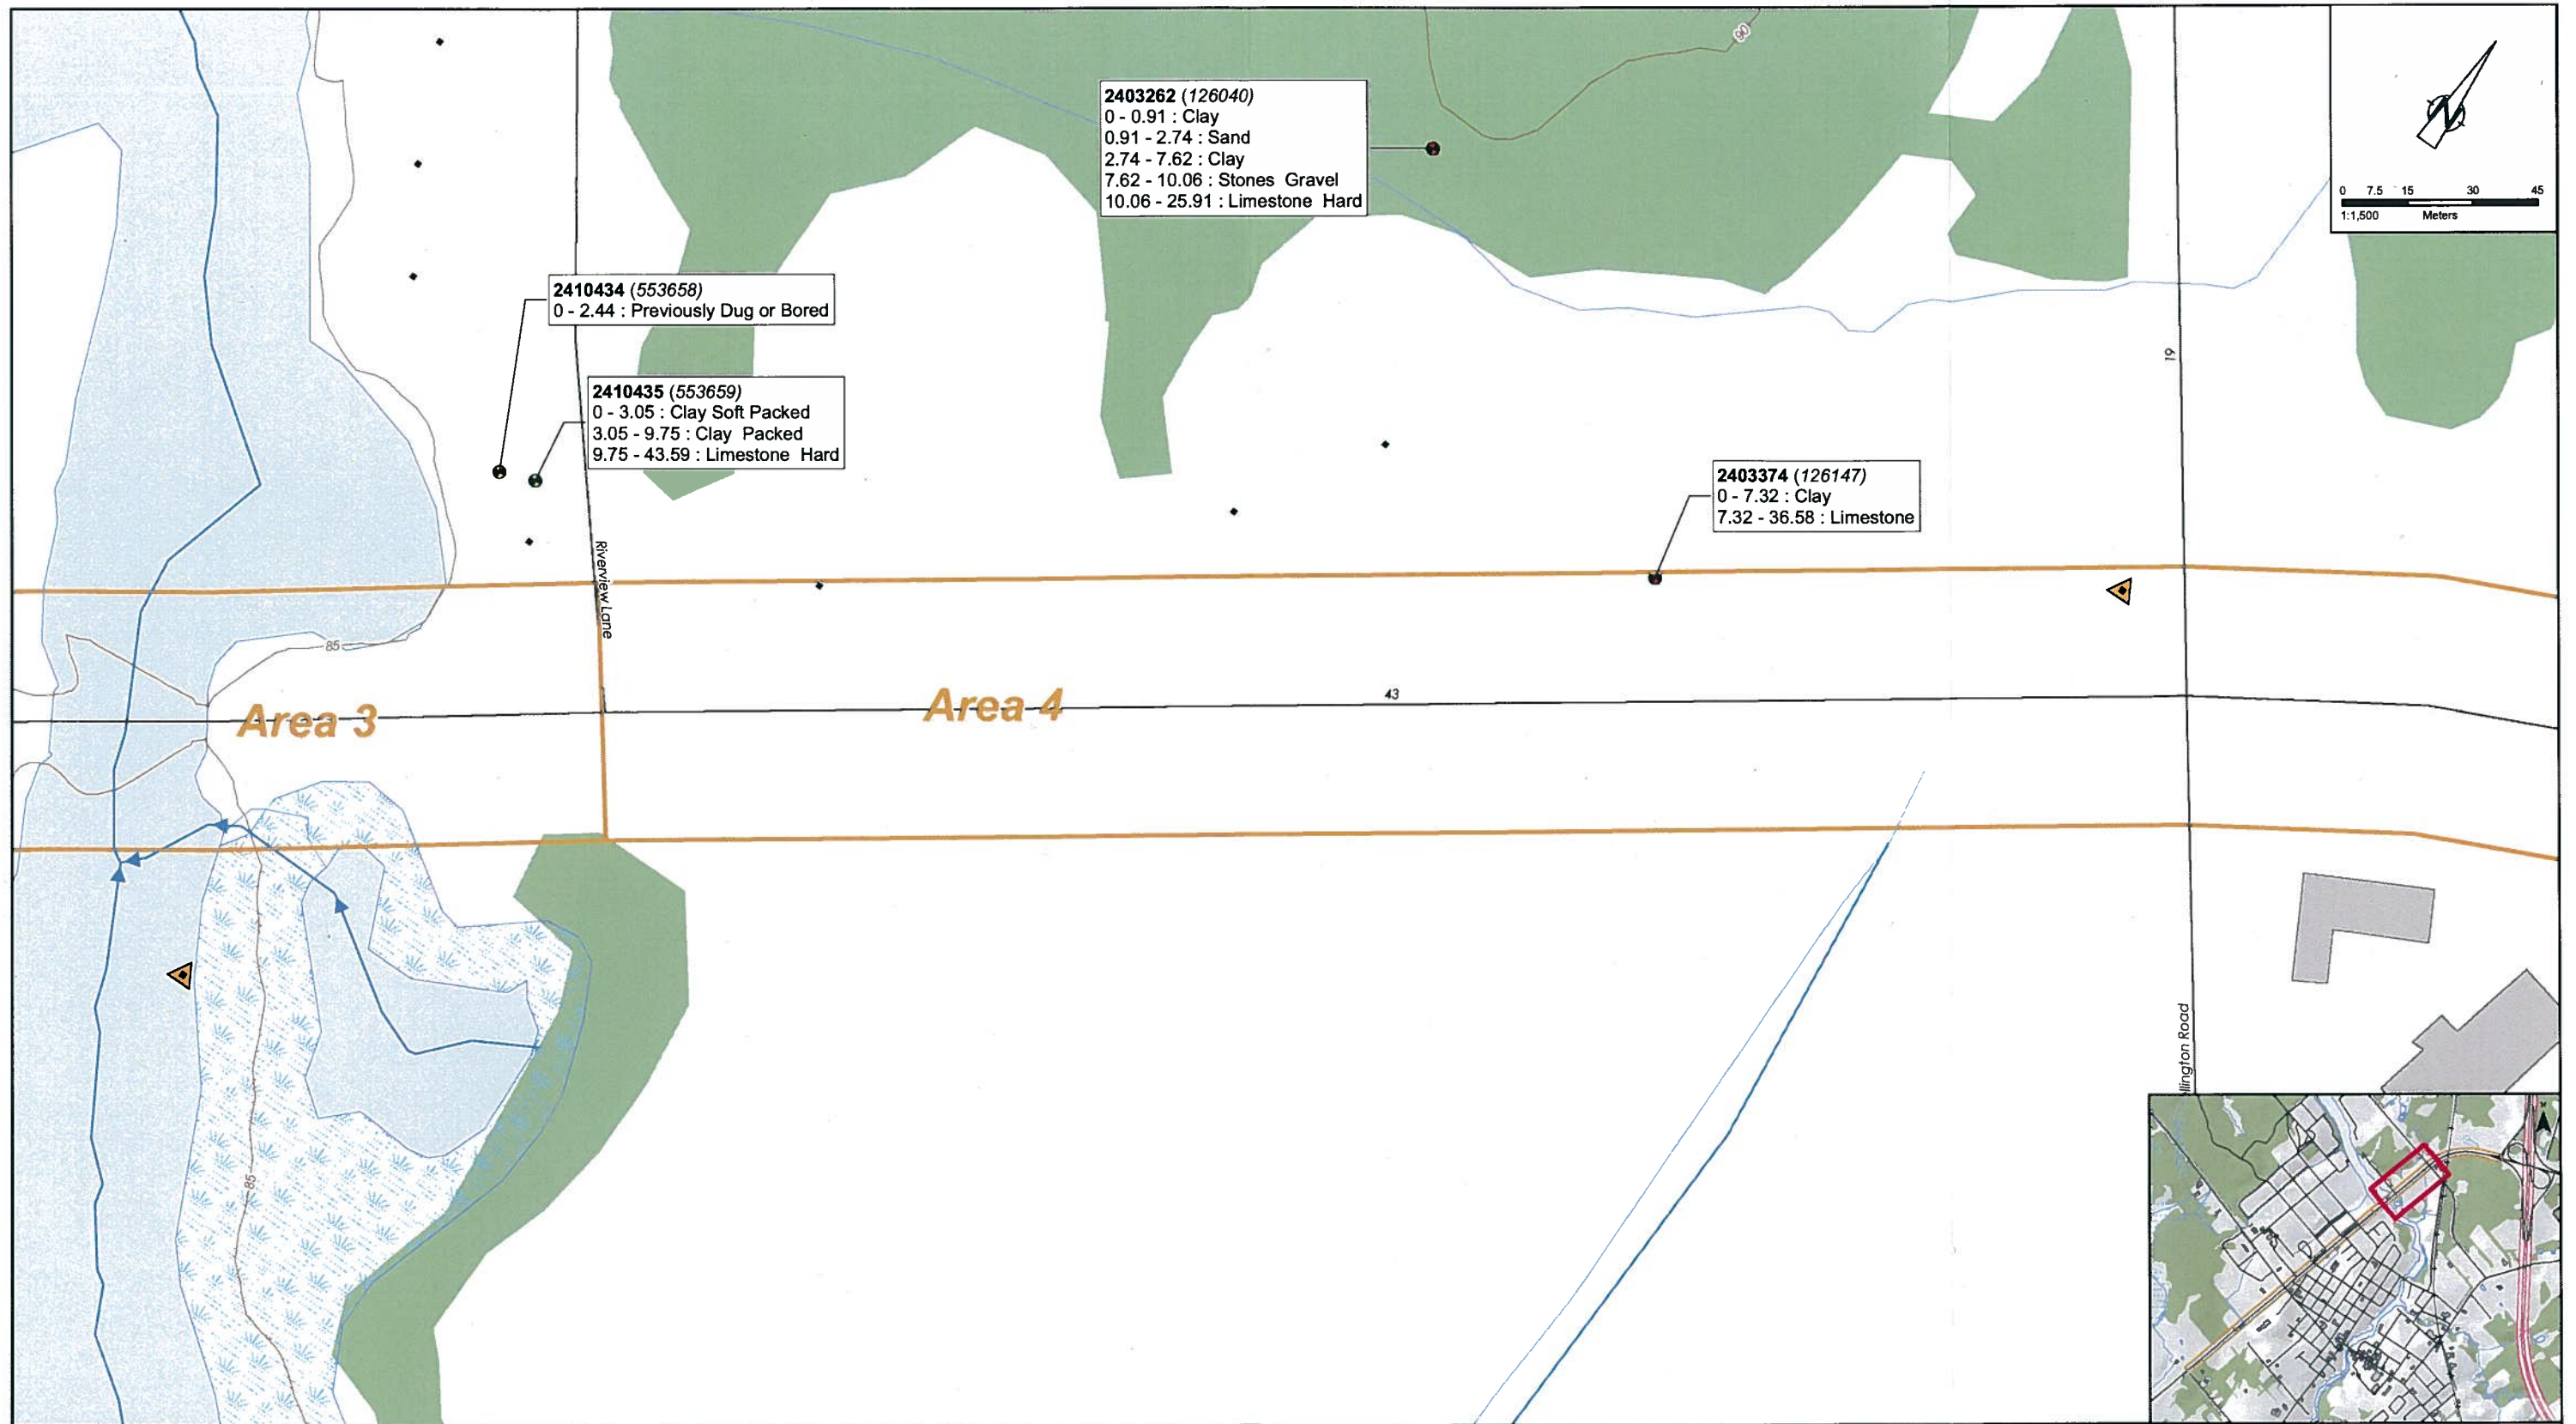 90
2403262 (126040)
0 - 0.91 : Clay
0.91 - 2.74 : Sand
2.74 - 7.62 : Clay
7.62 - 10.06 : Stones Gravel
10.06 - 25.91 : Limestone Hard
N
0 7.5 15 30 45
1:1,500 Meters
2410434 (553658)
0 - 2.44 : Previously Dug or Bored
19
2410435 (553659)
0 - 3.05 : Clay Soft Packed
3.05 - 9.75 : Clay Packed
9.75 - 43.59 : Limestone Hard
2403374 (126147)
0 - 7.32 : Clay
7.32 - 36.58 : Limestone
Riverview Lane
85
Area 3
Area 4
43
llington Road
85